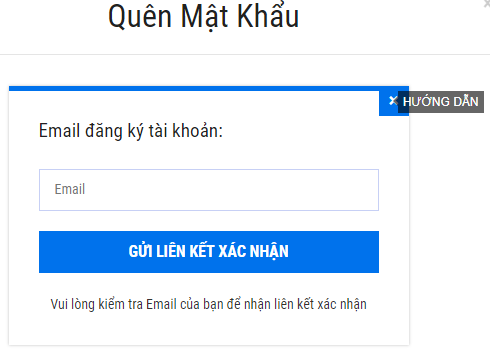 Quên Mật Khẩu
HƯỚNG DẪN
Email đăng ký tài khoản:
Email
GỬI LIÊN KẾT XÁC NHẬN
Vui lòng kiểm tra Email của bạn để nhận liên kết xác nhận